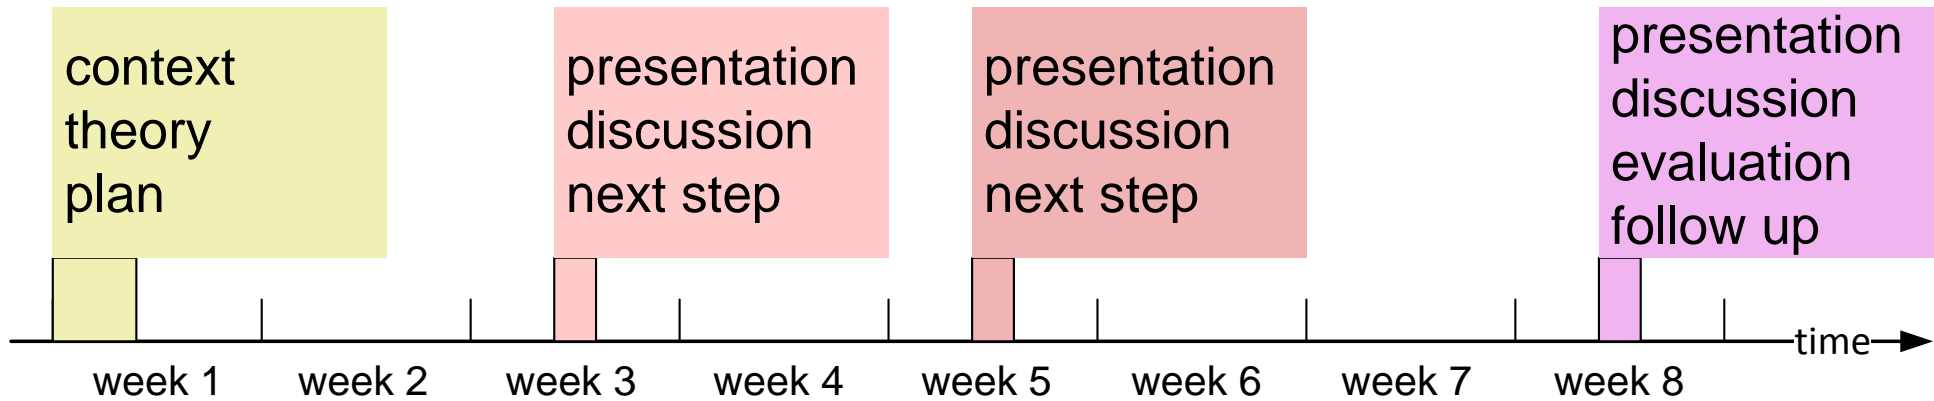 context
theory
plan
presentation
discussion
next step
presentation
discussion
next step
presentation
discussion
evaluation
follow up
time
week 1
week 2
week 3
week 4
week 5
week 6
week 7
week 8